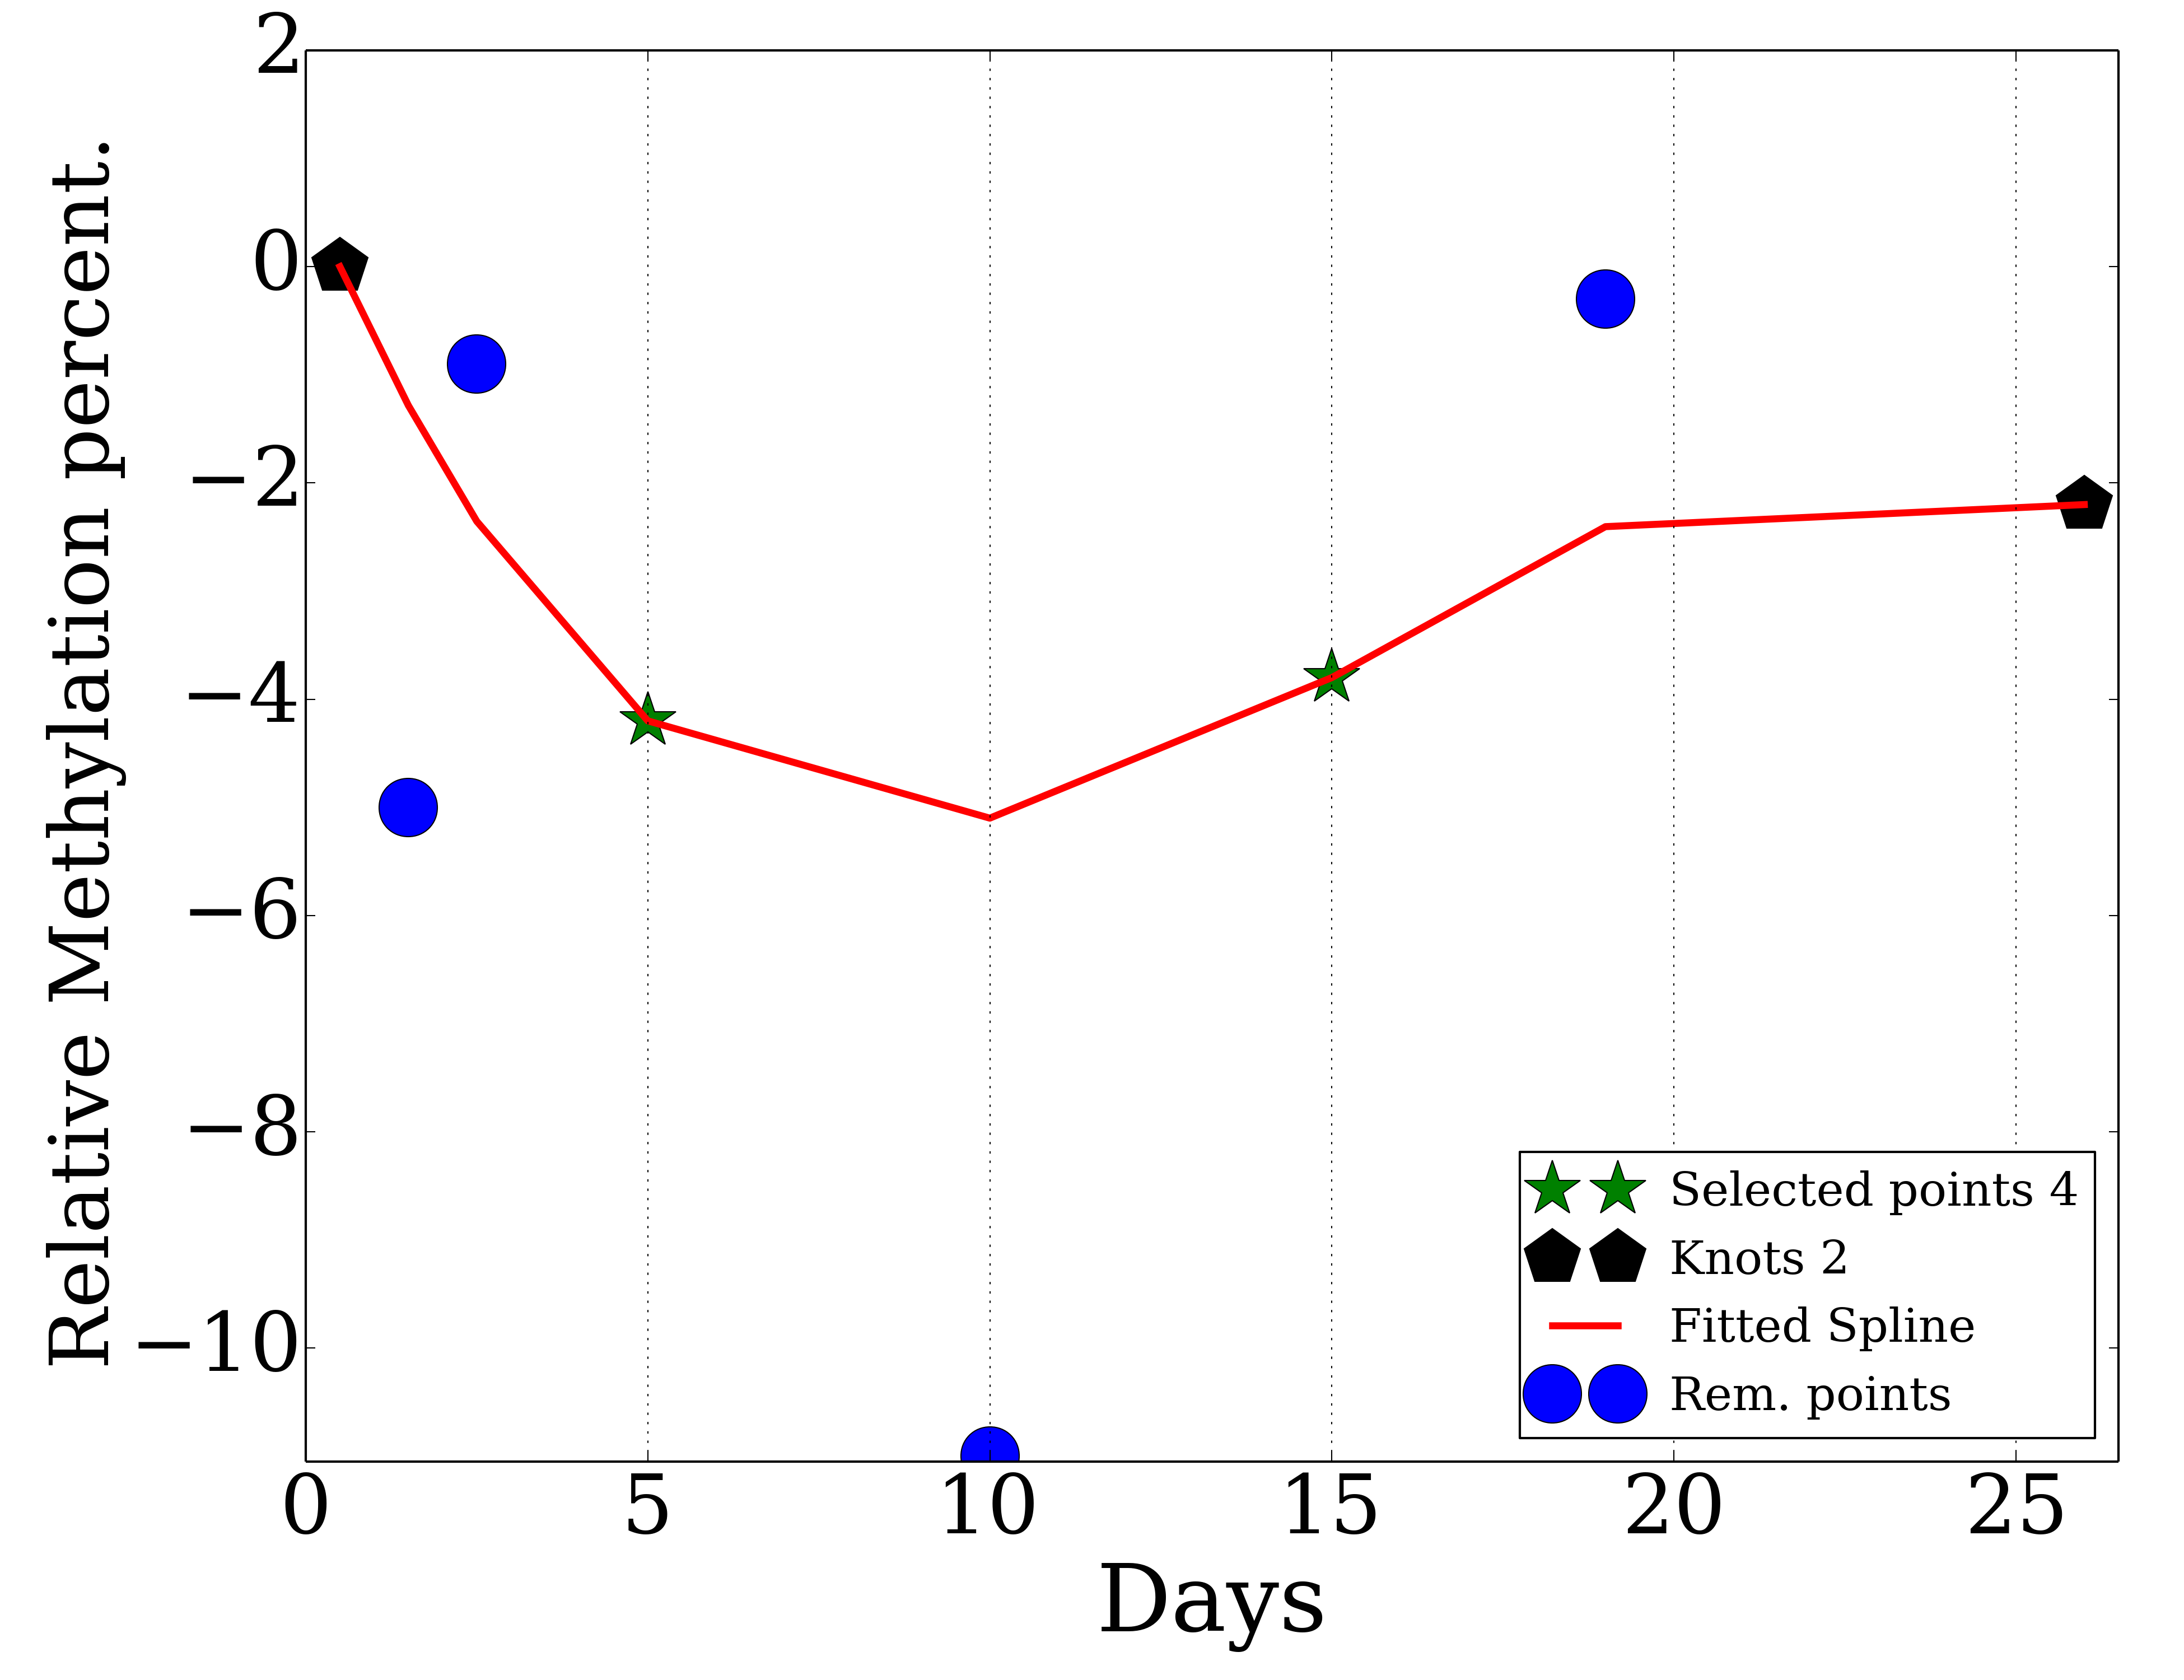 Relative Methylation percent.
2
0
−2
−4
−6
−8
−10
0 5 10 15 20 25
Days
Selected points 4
Knots 2
Fitted Spline
Rem. points